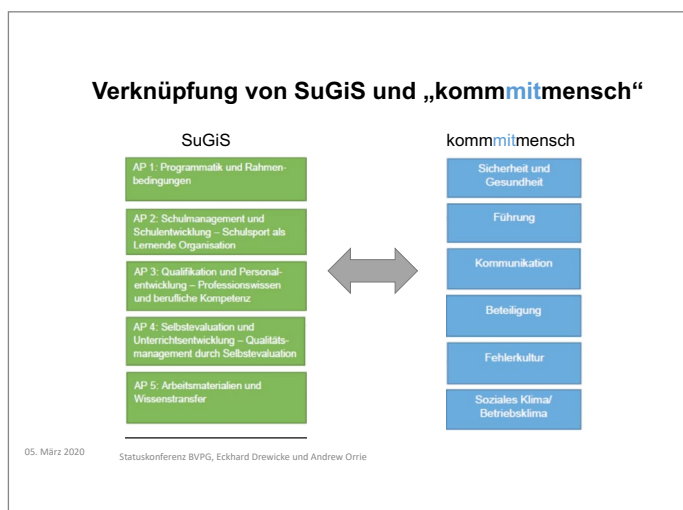 Verknüpfung von SuGiS und „kommmitmensch“
SuGiS
AP 1: Programmatik und Rahmen-
bedingungen
AP 2: Schulmanagement und
Schulentwicklung – Schulsport als
Lernende Organisation
AP 3: Qualifikation und Personal-
entwicklung – Professionswissen
und berufliche Kompetenz
AP 4: Selbstevaluation und
Unterrichtsentwicklung – Qualitäts-
management durch Selbstevaluation
AP 5: Arbeitsmaterialien und
Wissenstransfer
kommmitmensch
Sicherheit und
Gesundheit
Führung
Kommunikation
Beteiligung
Fehlerkultur
Soziales Klima/
Betriebsklima
05. März 2020
Statuskonferenz BVPG, Eckhard Drewicke und Andrew Orrie